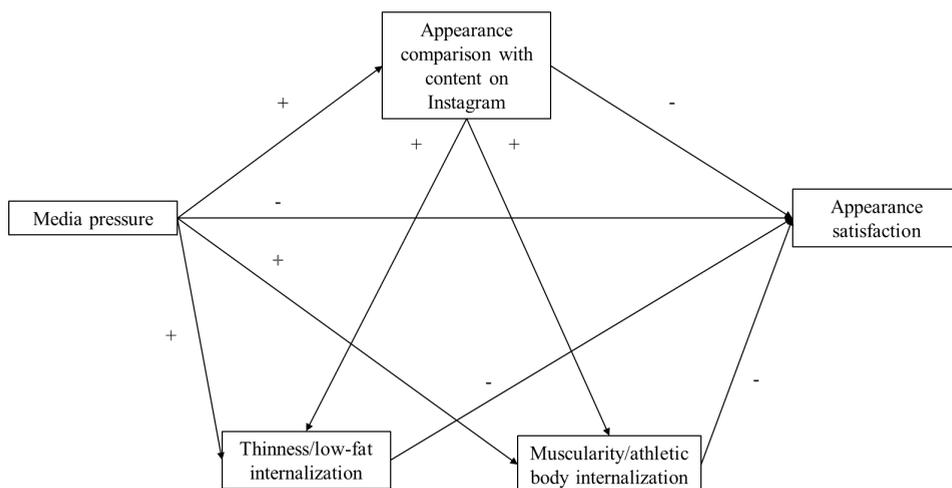 Appearance
comparison with
content on
Instagram
+
-
+
+
Media pressure
-
Appearance
satisfaction
+
+
-
-
Thinness/low-fat
internalization
Muscularity/athletic
body internalization